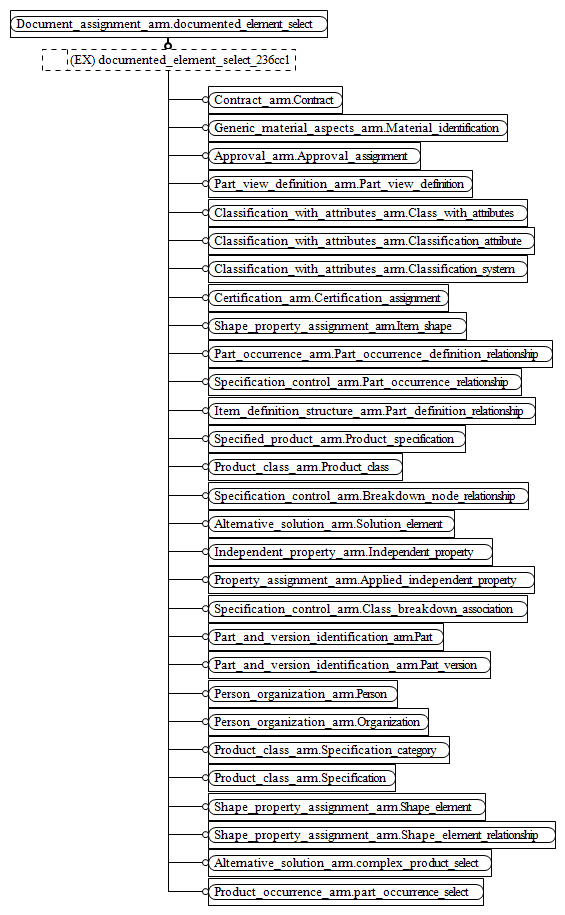 Document_assignment_arm.documented_element_select
(EX) documented_element_select_236cc1
Contract_arm.Contract
Generic_material_aspects_arm.Material_identification
Approval_arm.Approval_assignment
Part_view_definition_arm.Part_view_definition
Classification_with_attributes_arm.Class_with_attributes
Classification_with_attributes_arm.Classification_attribute
Classification_with_attributes_arm.Classification_system
Certification_arm.Certification_assignment
Shape_property_assignment_arm.Item_shape
Part_occurrence_arm.Part_occurrence_definition_relationship
Specification_control_arm.Part_occurrence_relationship
Item_definition_structure_arm.Part_definition_relationship
Specified_product_arm.Product_specification
Product_class_arm.Product_class
Specification_control_arm.Breakdown_node_relationship
Alternative_solution_arm.Solution_element
Independent_property_arm.Independent_property
Property_assignment_arm.Applied_independent_property
Specification_control_arm.Class_breakdown_association
Part_and_version_identification_arm.Part
Part_and_version_identification_arm.Part_version
Person_organization_arm.Person
Person_organization_arm.Organization
Product_class_arm.Specification_category
Product_class_arm.Specification
Shape_property_assignment_arm.Shape_element
Shape_property_assignment_arm.Shape_element_relationship
Alternative_solution_arm.complex_product_select
Product_occurrence_arm.part_occurrence_select